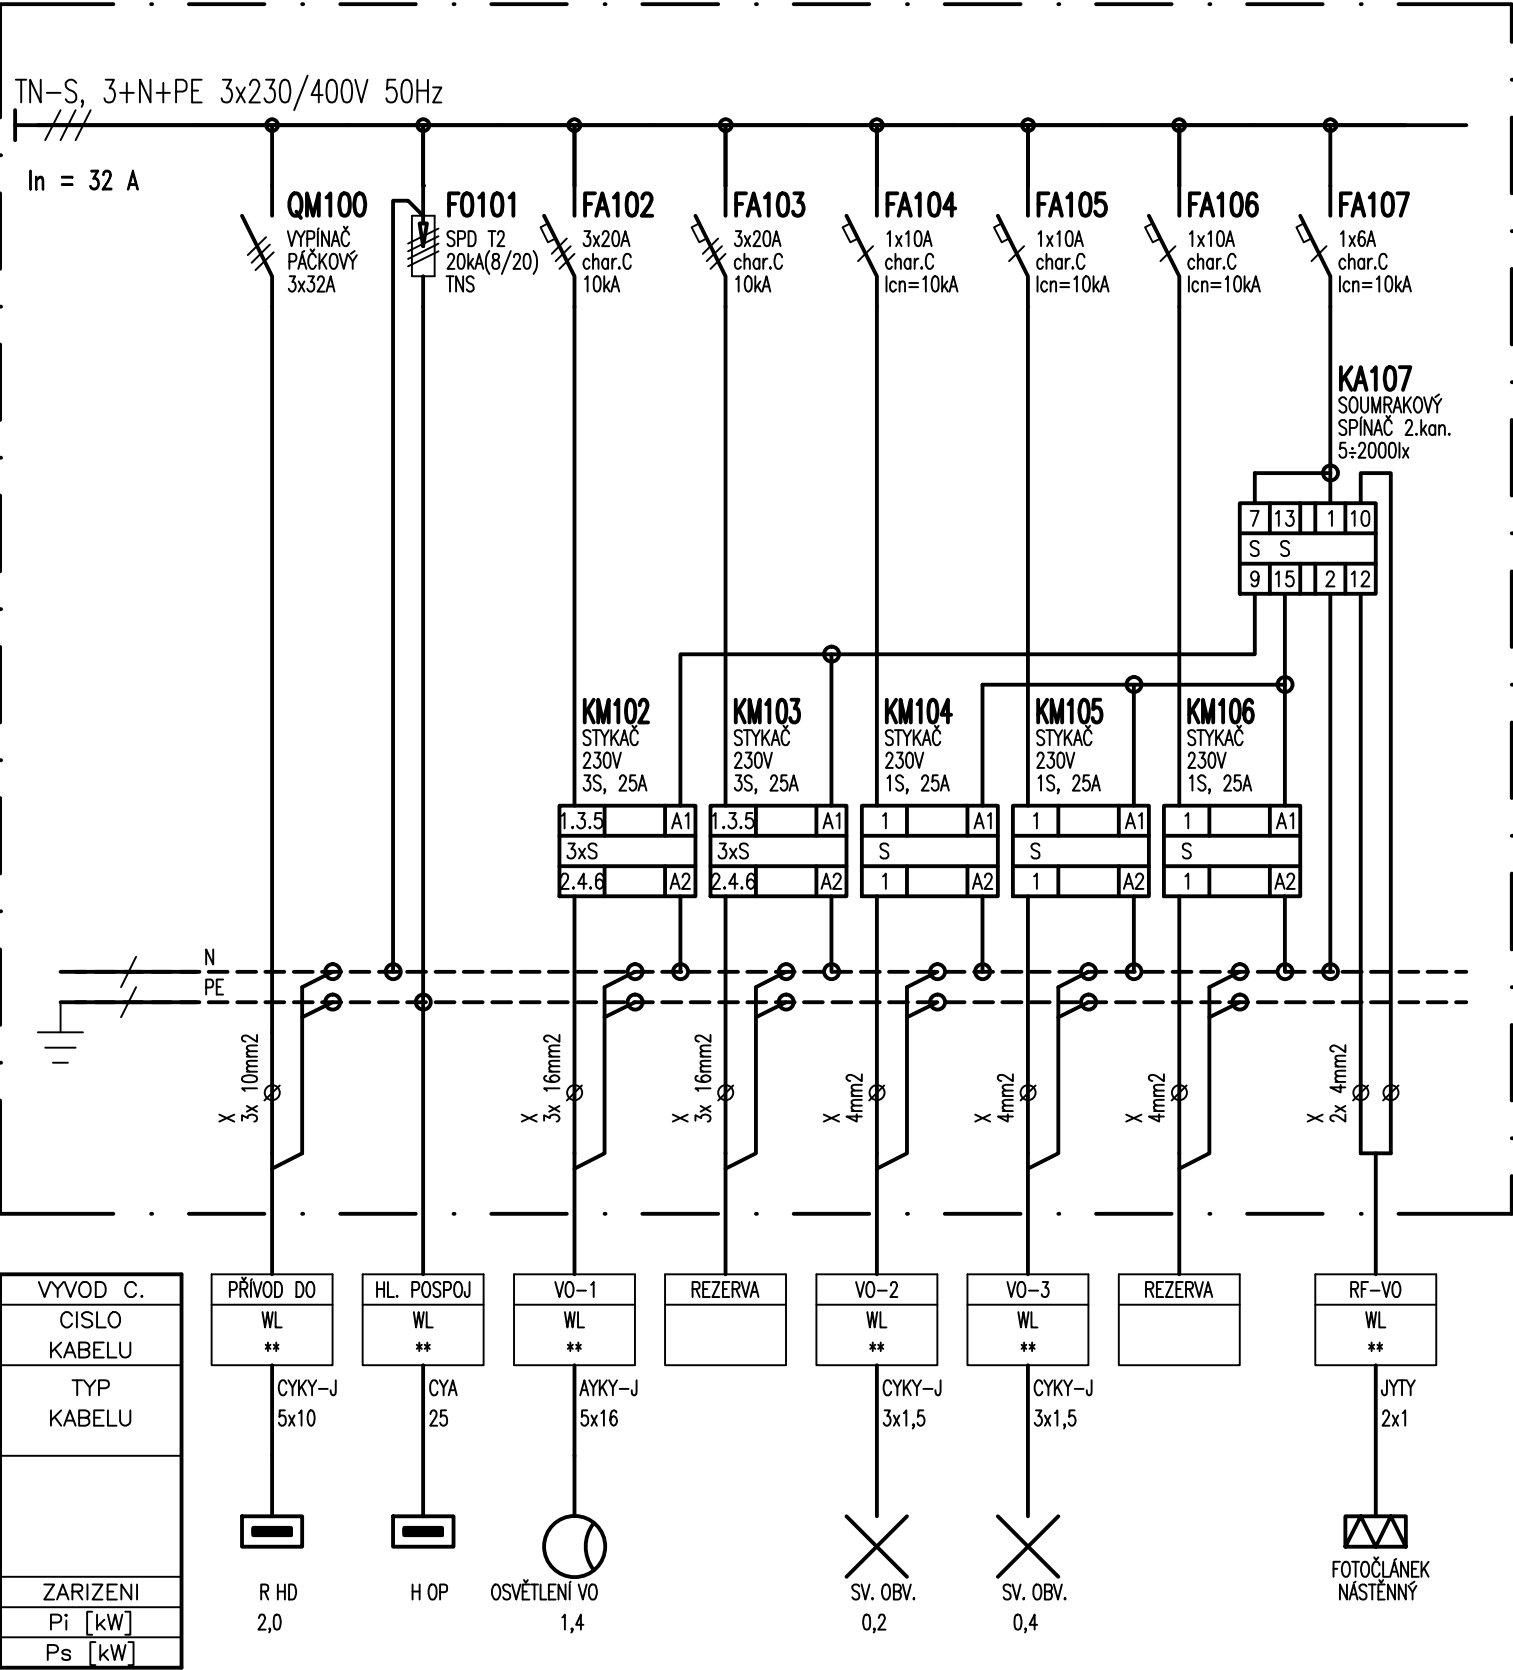 TN-S, 3+N+PE 3x230/400V 50Hz
In = 32 A
QM100
VYPÍNAČ
PÁČKOVÝ
3x32A
FO101
SPD T2
20kA(8/20)
TNS
FA102
3x20A
char.C
10kA
FA103
3x20A
char.C
10kA
FA104
1x10A
char.C
Icn=10kA
FA105
1x10A
char.C
Icn=10kA
FA106
1x10A
char.C
Icn=10kA
FA107
1x6A
char.C
Icn=10kA
KA107
SOUMRAKOVÝ
SPÍNAČ 2.kan.
5÷2000lx
7 13 1 10
S S
9 15 2 12
KM102
STYKAČ
230V
3S, 25A
KM103
STYKAČ
230V
3S, 25A
KM104
STYKAČ
230V
1S, 25A
KM105
STYKAČ
230V
1S, 25A
KM106
STYKAČ
230V
1S, 25A
1.3.5 A1 1.3.5 A1 1 A1 1 A1 1 A1
3xS 3xS S S S
2.4.6 A2 2.4.6 A2 1 A2 1 A2 1 A2
N
PE
X
3x 10mm2
X
3x 16mm2
X
3x 16mm2
X
4mm2
X
4mm2
X
4mm2
X
2x 4mm2
VYVOD C. PŘÍVOD DO HL. POSPOJ VO-1 REZERVA VO-2 VO-3 REZERVA RF-VO
CISLO WL WL WL WL WL WL
KABELU ** ** ** ** ** **
TYP CYKY-J CYA AYKY-J CYKY-J CYKY-J JYTY
KABELU 5x10 25 5x16 3x1,5 3x1,5 2x1
FOTOČLÁNEK
ZARIZENI R HD H OP OSVĚTLENÍ VO SV. OBV. SV. OBV. NÁSTĚNNÝ
Pi [kW] 2,0 1,4 0,2 0,4
Ps [kW]